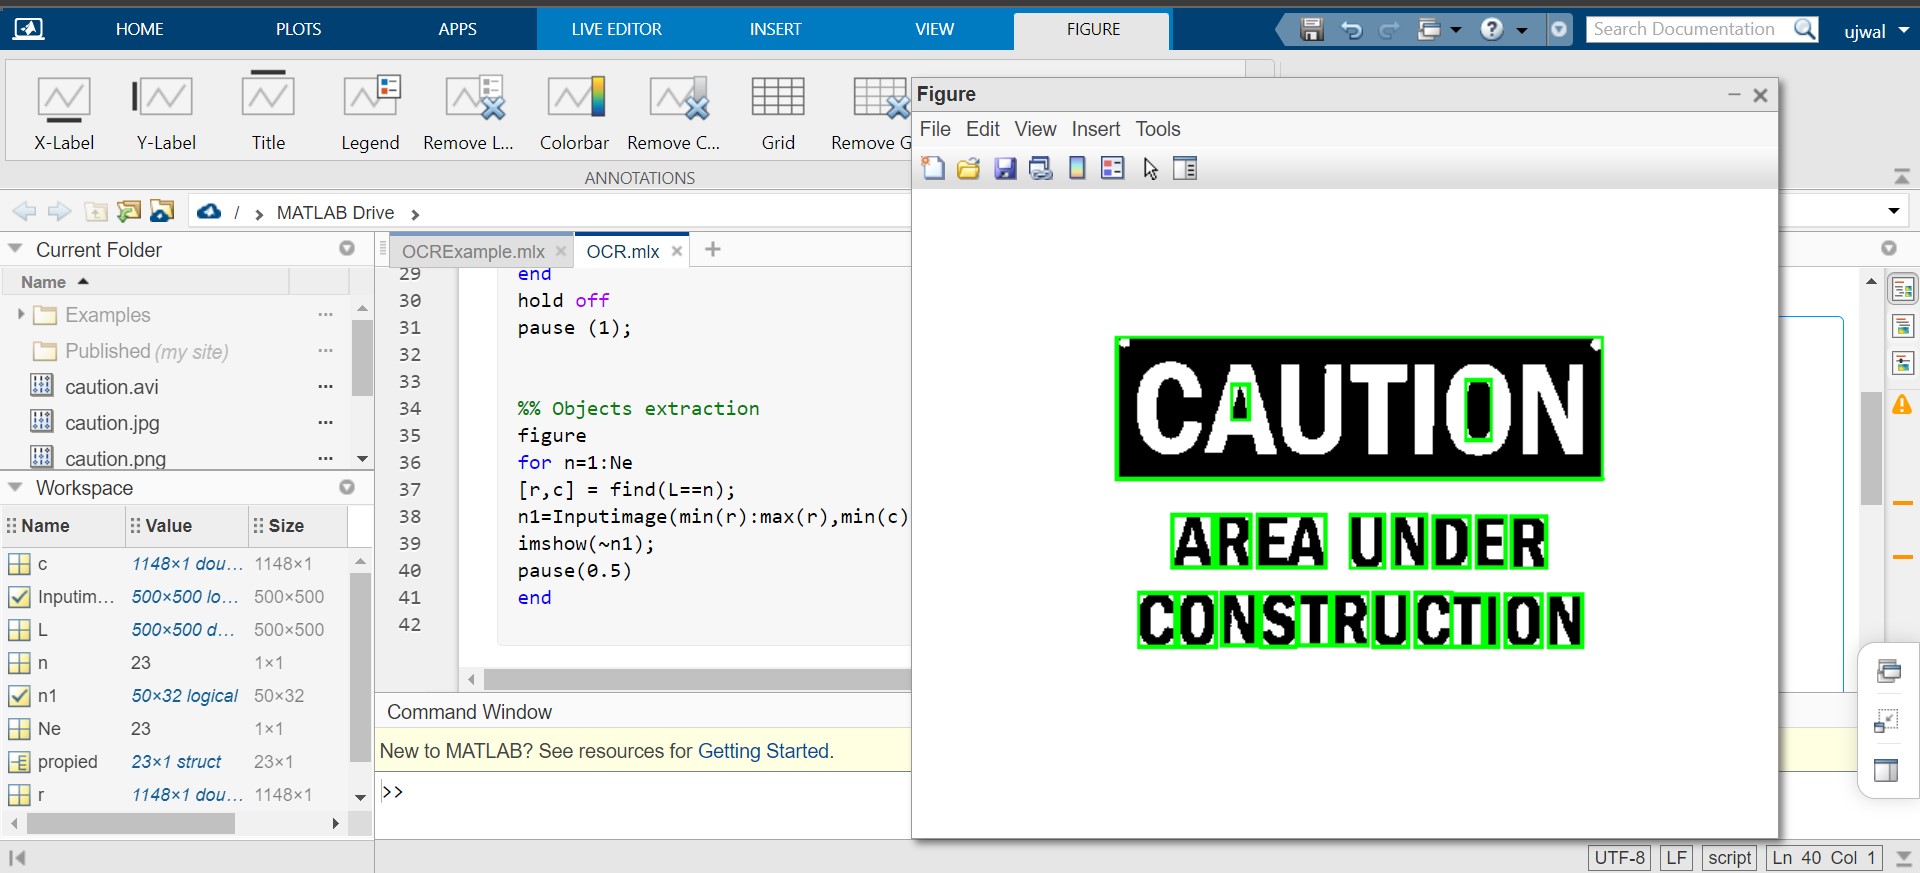 HOME PLOTS APPS LIVE EDITOR INSERT VIEW FIGURE Search Documentation ujwal
X-Label Y-Label Title Legend Remove L... Colorbar Remove C... Grid Remove G
ANNOTATIONS
/ > MATLAB Drive >
Current Folder
Name
Examples ...
Published (my site) ...
caution.avi ...
caution.jpg ...
caution.png ...
Workspace
Name Value Size
c 1148×1 dou... 1148×1
Inputim... 500×500 lo... 500×500
L 500×500 d... 500×500
n 23 1×1
n1 50×32 logical 50×32
Ne 23 1×1
propied 23×1 struct 23×1
r 1148×1 dou... 1148×1
OCRExample.mlx × OCR.mlx × +
29 end
30 hold off
31 pause (1);
32
33
34 %% Objects extraction
35 figure
36 for n=1:Ne
37 [r,c] = find(L==n);
38 n1=Inputimage(min(r):max(r),min(c)
39 imshow(~n1);
40 pause(0.5)
41 end
42
Command Window
New to MATLAB? See resources for Getting Started.
>>
Figure
File Edit View Insert Tools
CAUTION
AREA UNDER
CONSTRUCTION
UTF-8 LF script Ln 40 Col 1